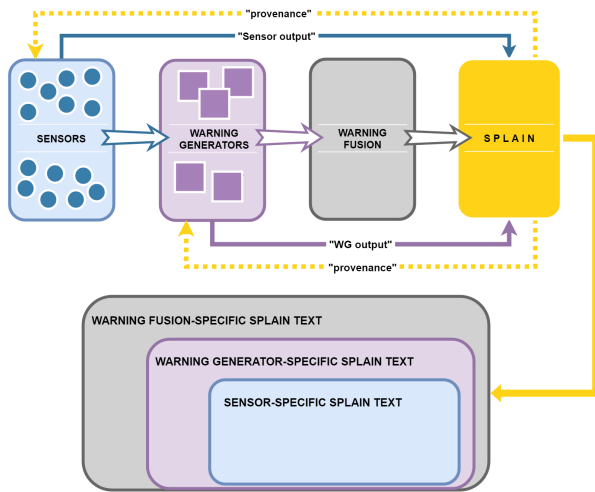 "provenance"
"Sensor output"
SENSORS
WARNING
GENERATORS
WARNING
FUSION
S P L A I N
"WG output"
"provenance"
WARNING FUSION-SPECIFIC SPLAIN TEXT
WARNING GENERATOR-SPECIFIC SPLAIN TEXT
SENSOR-SPECIFIC SPLAIN TEXT